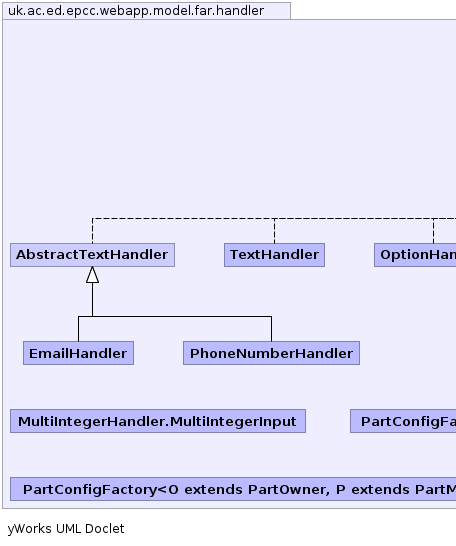 uk.ac.ed.epcc.webapp.model.far.handler
AbstractTextHandler
TextHandler
OptionHan
EmailHandler
PhoneNumberHandler
MultiIntegerHandler.MultiIntegerInput
PartConfigFa
PartConfigFactory<O extends PartOwner, P extends PartM
yWorks UML Doclet